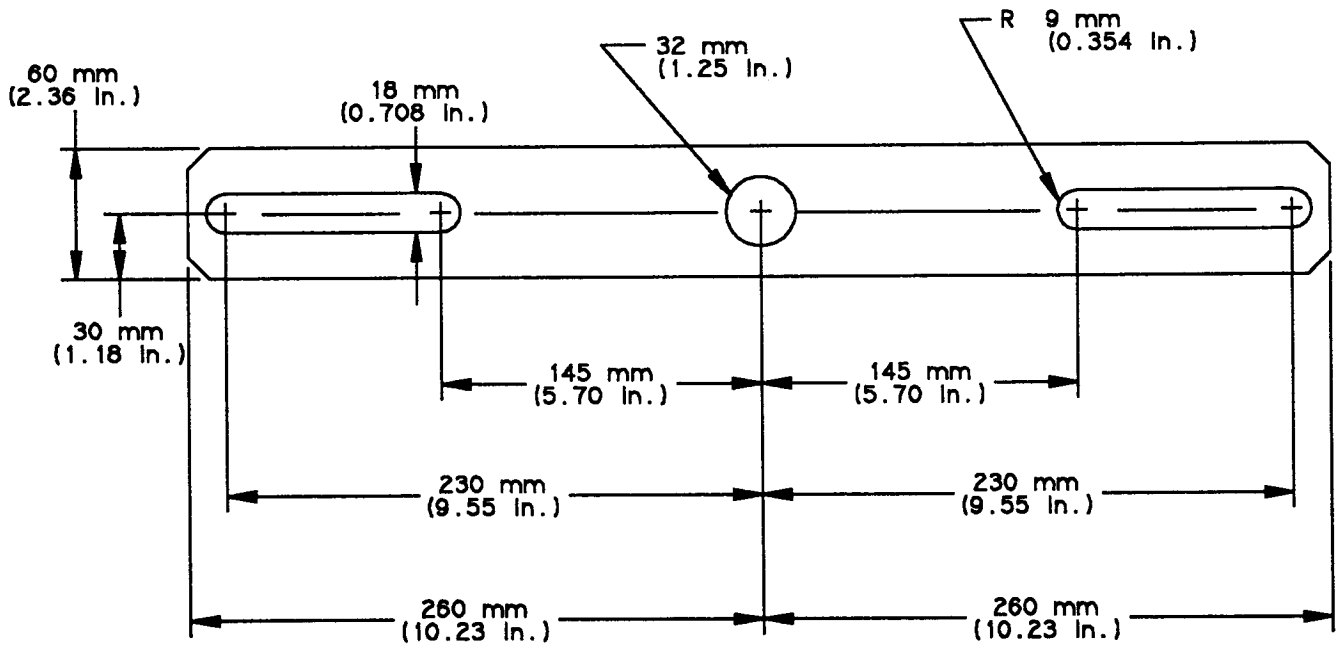 R 9 mm
(0.354 In.)
32 mm
(1.25 In.)
60 mm
(2.36 In.)
18 mm
(0.708 In.)
30 mm
(1.18 In.)
145 mm
(5.70 In.)
145 mm
(5.70 In.)
230 mm
(9.55 In.)
230 mm
(9.55 In.)
260 mm
(10.23 In.)
260 mm
(10.23 In.)